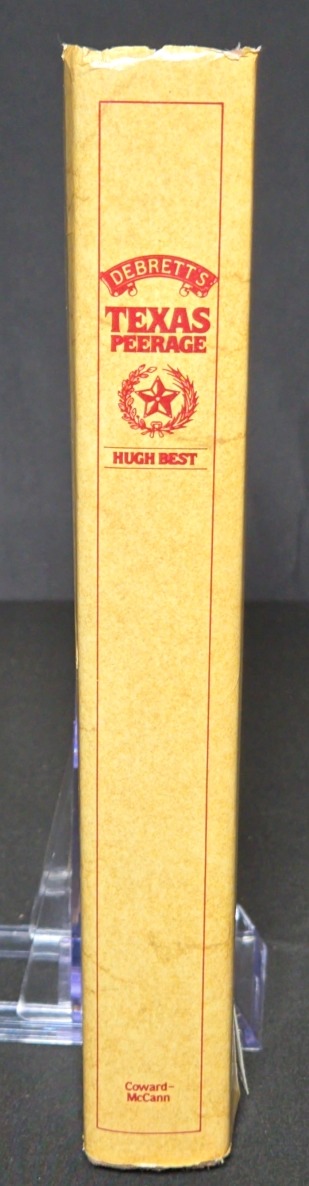 DEBRETT'S
TEXAS
PEERAGE
HUGH BEST
Coward-
McCann